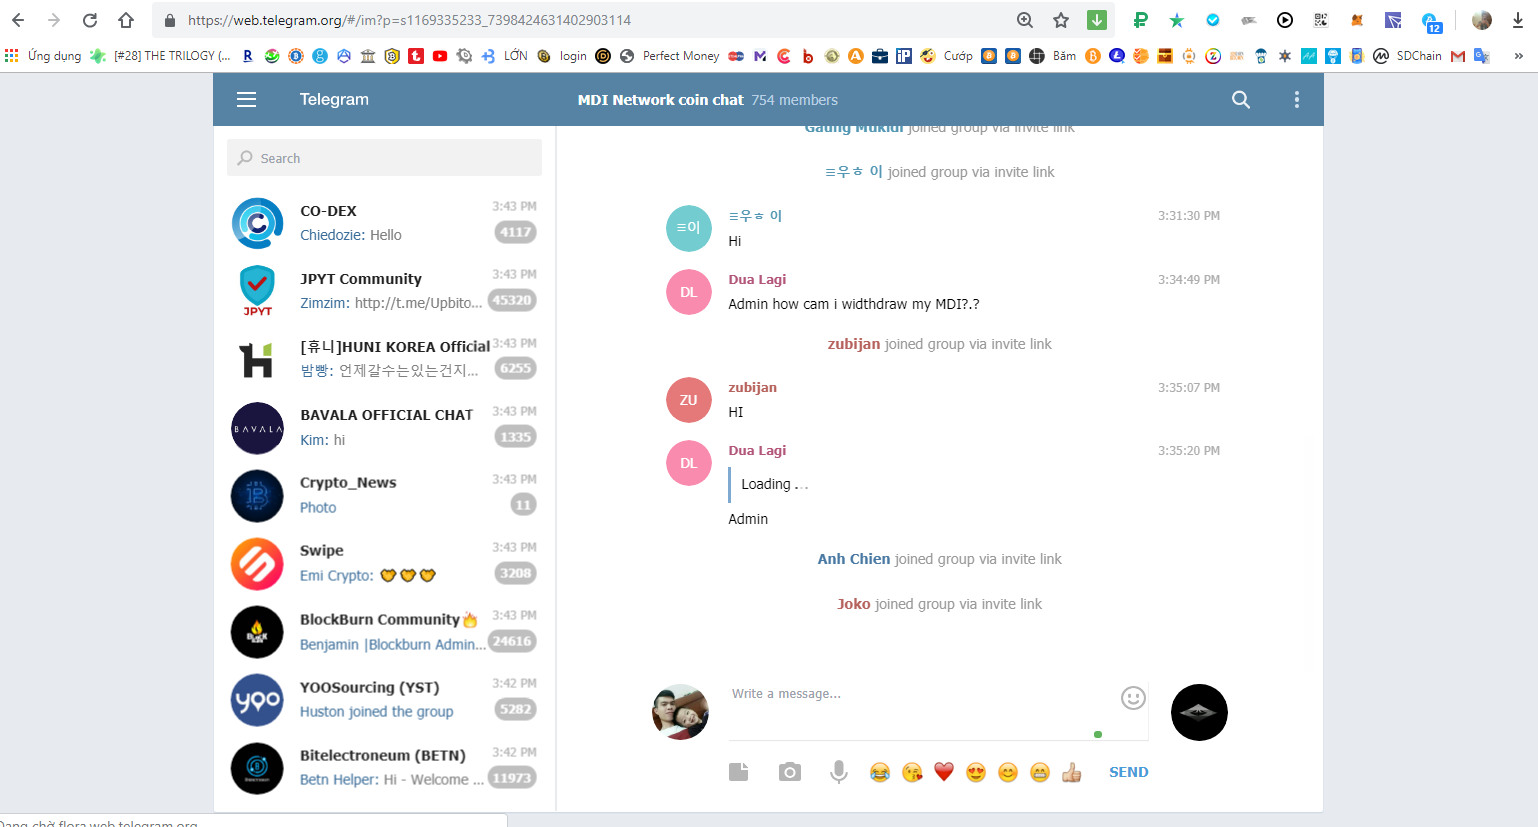 https://web.telegram.org/#/im?p=s1169335233_7398424631402903114
12
Ứng dụng
[#28] THE TRILOGY (...
LỚN
login
Perfect Money
Cướp
Băm
SDChain
»
Telegram
MDI Network coin chat 754 members
Search
CO-DEX 3:43 PM
Chiedozie: Hello 4117
JPYT
JPYT Community 3:43 PM
Zimzim: http://t.me/Upbito... 45320
[휴니]HUNI KOREA Official 3:43 PM
밤빵: 언제갈수는있는건지... 6255
BAVALA
BAVALA OFFICIAL CHAT 3:43 PM
Kim: hi 1335
Crypto_News 3:43 PM
Photo 11
Swipe 3:43 PM
Emi Crypto: 💛💛💛 3208
BlockBurn Community🔥 3:43 PM
Benjamin |Blockburn Admin... 24616
yoo
YOOSourcing (YST) 3:42 PM
Huston joined the group 5282
Bitelectroneum (BETN) 3:42 PM
Betn Helper: Hi - Welcome ... 11973
Gaung Mukidi joined group via invite link
≡우ㅎ 이 joined group via invite link
≡이
≡우ㅎ 이 3:31:30 PM
Hi
DL
Dua Lagi 3:34:49 PM
Admin how cam i widthdraw my MDI?.?
zubijan joined group via invite link
ZU
zubijan 3:35:07 PM
HI
DL
Dua Lagi 3:35:20 PM
Loading ...
Admin
Anh Chien joined group via invite link
Joko joined group via invite link
Write a message...
😂 😘 ❤️ 😍 😊 😁 👍 SEND
Đang chờ flora.web.telegram.org